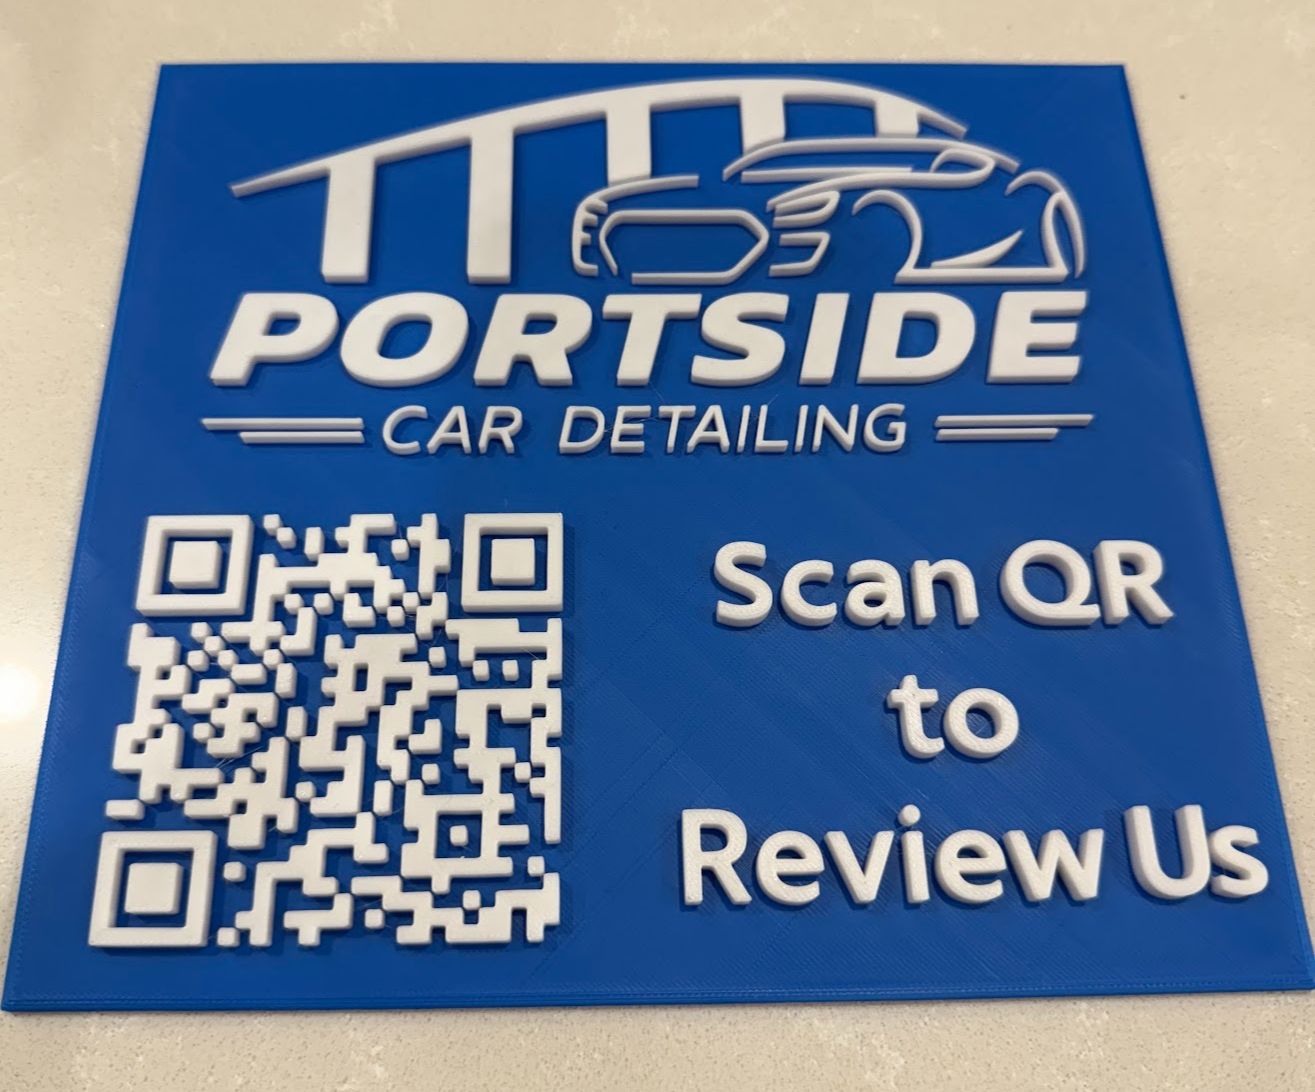 PORTSIDE
CAR DETAILING
Scan QR
to
Review Us